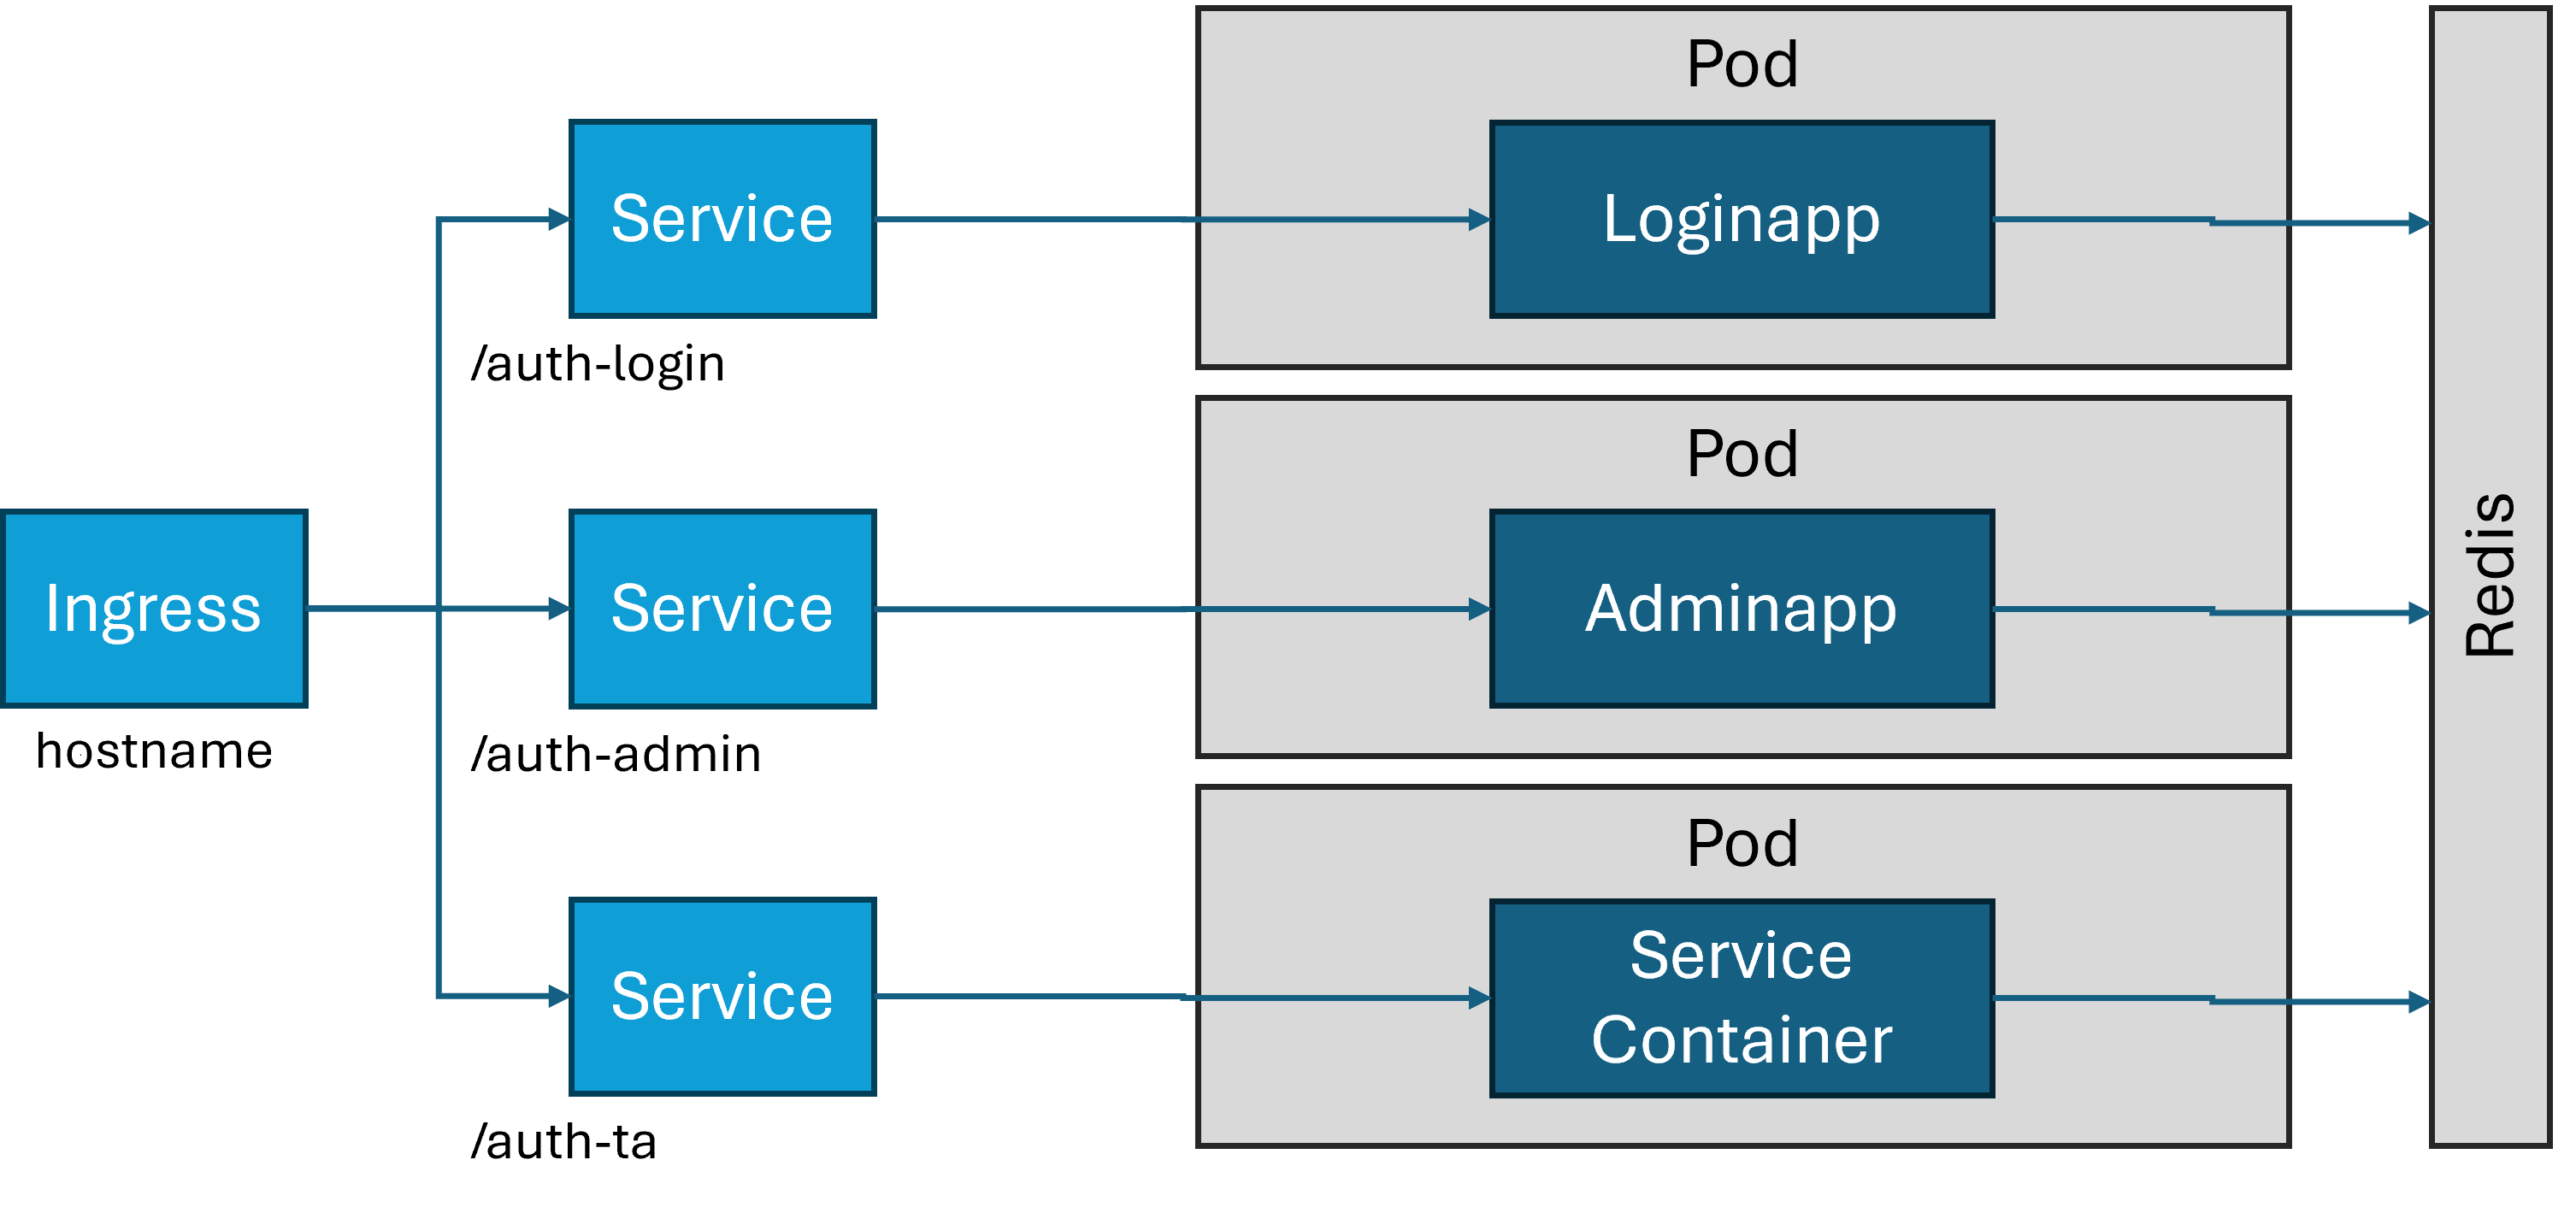 Pod
Service
Loginapp
/auth-login
Pod
Ingress
hostname
Service
Adminapp
/auth-admin
Redis
Pod
Service
Service
Container
/auth-ta